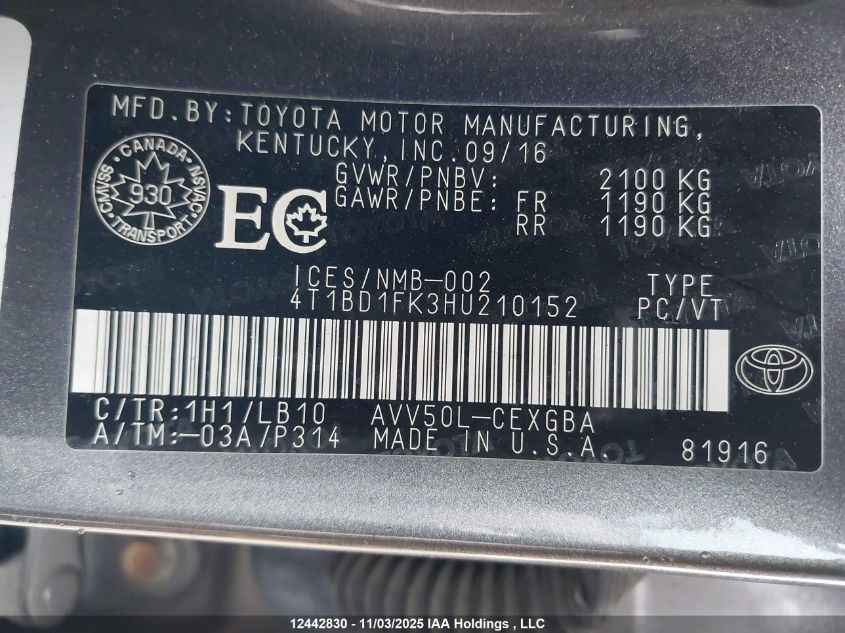 MFD.BY:TOYOTA MOTOR MANUFACTURING,
KENTUCKY,INC.09/16
GVWR/PNBV: 2100 KG
GAWR/PNBE: FR 1190 KG
RR 1190 KG
CANADA
CMVSS 930 NSVAC
TRANSPORT
EC
ICES/NMB-002 TYPE
4T1BD1FK3HU210152 PC/VT
C/TR:1H1/LB10 AVV50L-CEXGBA
A/TM:-03A/P314 MADE IN U.S.A. 81916
12442830 - 11/03/2025 IAA Holdings , LLC